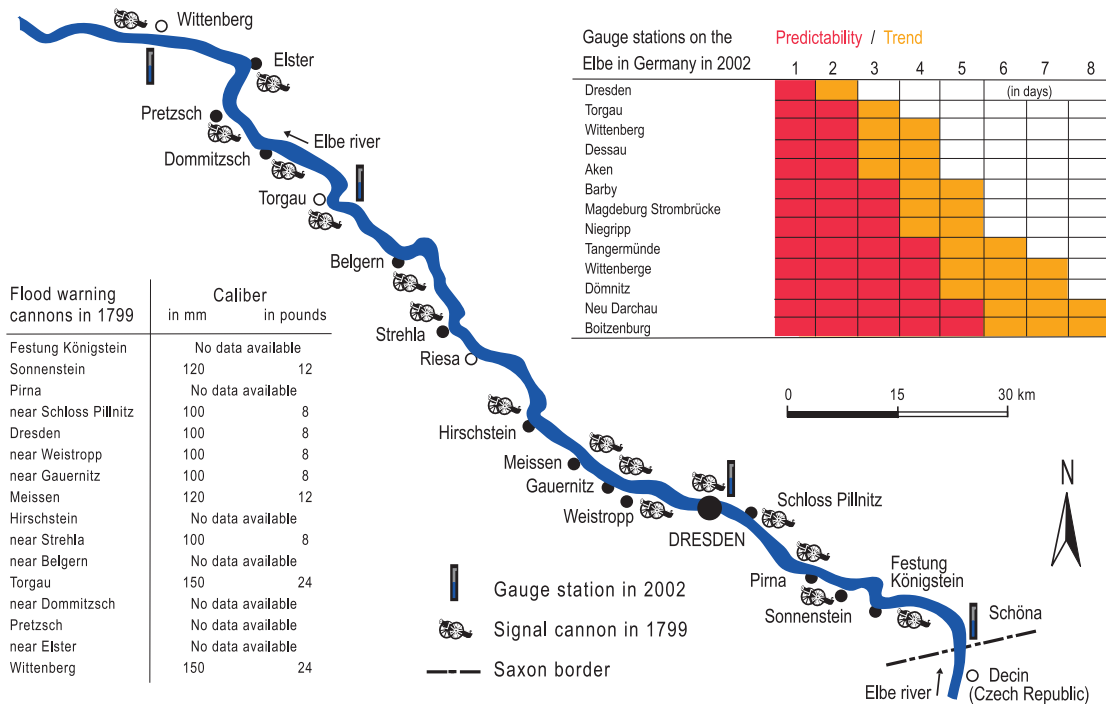 Wittenberg
Elster
Pretzsch
Elbe river
Dommitzsch
Torgau
Belgern
Strehla
Riesa
Hirschstein
Meissen
Gauernitz
Weistropp
DRESDEN
Schloss Pillnitz
Pirna
Sonnenstein
Festung
Königstein
Schöna
Decin
(Czech Republic)
Elbe river
N
0 15 30 km
Gauge stations on the Predictability / Trend
Elbe in Germany in 2002 1 2 3 4 5 6 7 8
Dresden (in days)
Torgau
Wittenberg
Dessau
Aken
Barby
Magdeburg Strombrücke
Niegripp
Tangermünde
Wittenberge
Dömnitz
Neu Darchau
Boitzenburg
Flood warning Caliber
cannons in 1799 in mm in pounds
Festung Königstein No data available
Sonnenstein 120 12
Pirna No data available
near Schloss Pillnitz 100 8
Dresden 100 8
near Weistropp 100 8
near Gauernitz 100 8
Meissen 120 12
Hirschstein No data available
near Strehla 100 8
near Belgern No data available
Torgau 150 24
near Dommitzsch No data available
Pretzsch No data available
near Elster No data available
Wittenberg 150 24
Gauge station in 2002
Signal cannon in 1799
Saxon border